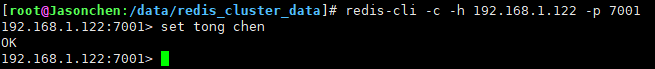 [root@Jasonchen:/data/redis_cluster_data]# redis-cli -c -h 192.168.1.122 -p 7001
192.168.1.122:7001> set tong chen
OK
192.168.1.122:7001>